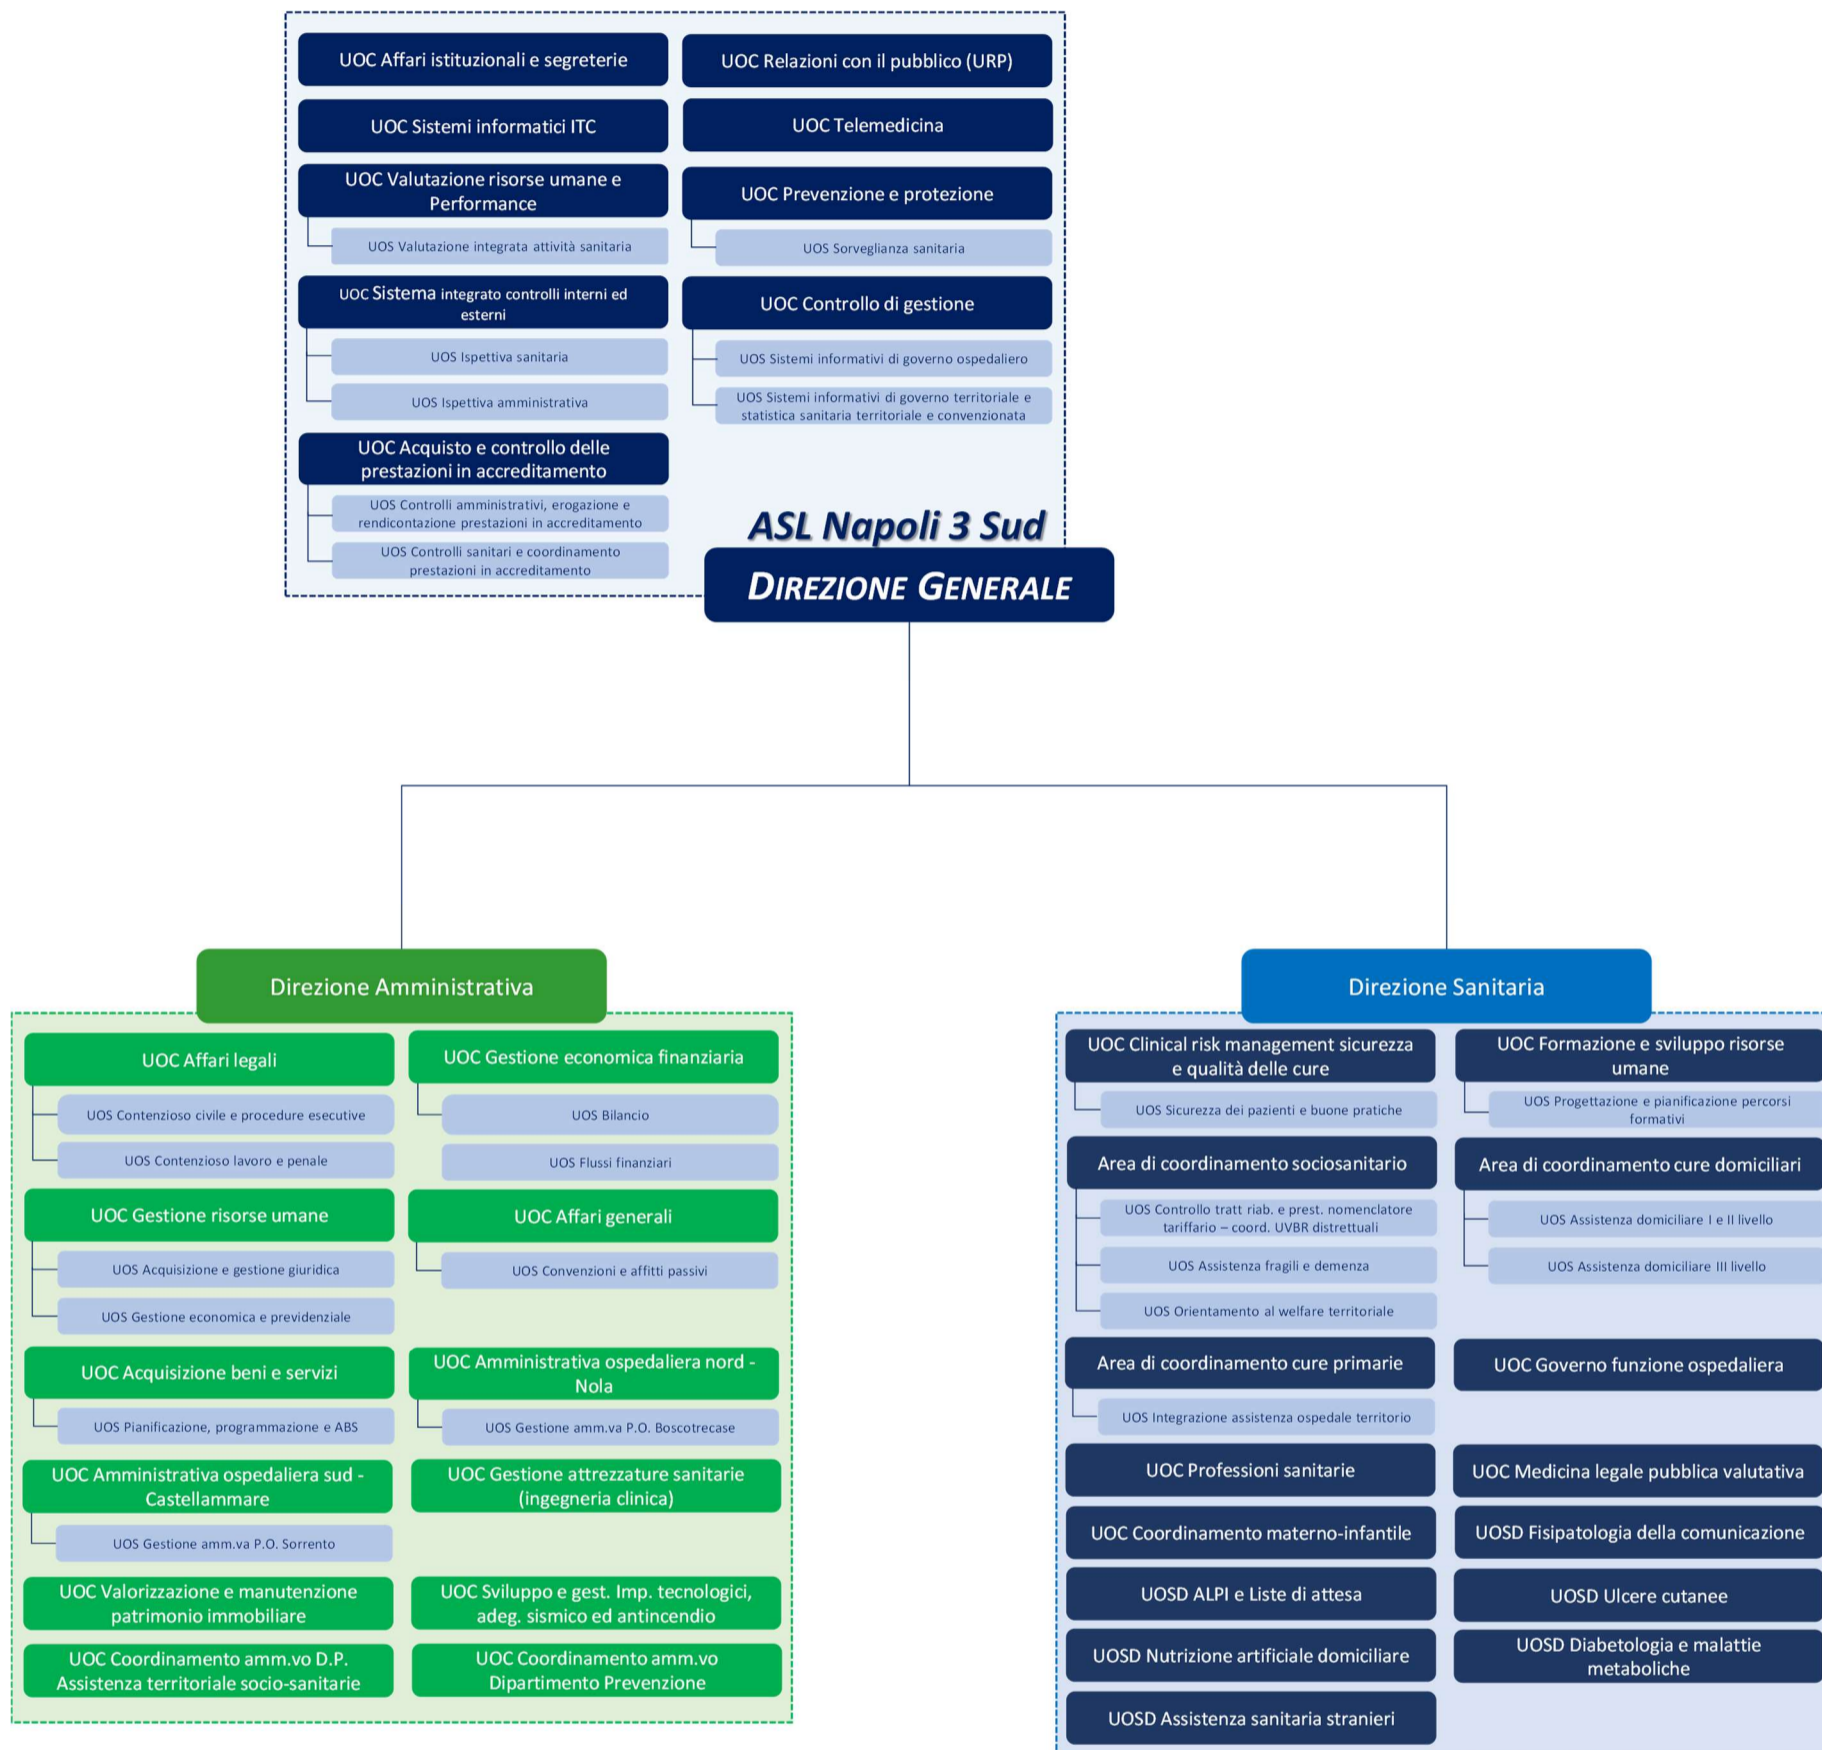 UOC Affari istituzionali e segreterie
UOC Relazioni con il pubblico (URP)
UOC Sistemi informatici ITC
UOC Telemedicina
UOC Valutazione risorse umane e
Performance
UOS Valutazione integrata attività sanitaria
UOC Prevenzione e protezione
UOS Sorveglianza sanitaria
UOC Sistema integrato controlli interni ed
esterni
UOS Ispettiva sanitaria
UOS Ispettiva amministrativa
UOC Controllo di gestione
UOS Sistemi informativi di governo ospedaliero
UOS Sistemi informativi di governo territoriale e
statistica sanitaria territoriale e convenzionata
UOC Acquisto e controllo delle
prestazioni in accreditamento
UOS Controlli amministrativi, erogazione e
rendicontazione prestazioni in accreditamento
UOS Controlli sanitari e coordinamento
prestazioni in accreditamento
ASL Napoli 3 Sud
DIREZIONE GENERALE
Direzione Amministrativa
UOC Affari legali
UOS Contenzioso civile e procedure esecutive
UOS Contenzioso lavoro e penale
UOC Gestione economica finanziaria
UOS Bilancio
UOS Flussi finanziari
UOC Gestione risorse umane
UOS Acquisizione e gestione giuridica
UOS Gestione economica e previdenziale
UOC Affari generali
UOS Convenzioni e affitti passivi
UOC Acquisizione beni e servizi
UOS Pianificazione, programmazione e ABS
UOC Amministrativa ospedaliera nord -
Nola
UOS Gestione amm.va P.O. Boscotrecase
UOC Amministrativa ospedaliera sud -
Castellammare
UOS Gestione amm.va P.O. Sorrento
UOC Gestione attrezzature sanitarie
(ingegneria clinica)
UOC Valorizzazione e manutenzione
patrimonio immobiliare
UOC Sviluppo e gest. Imp. tecnologici,
adeg. sismico ed antincendio
UOC Coordinamento amm.vo D.P.
Assistenza territoriale socio-sanitarie
UOC Coordinamento amm.vo
Dipartimento Prevenzione
Direzione Sanitaria
UOC Clinical risk management sicurezza
e qualità delle cure
UOS Sicurezza dei pazienti e buone pratiche
UOC Formazione e sviluppo risorse
umane
UOS Progettazione e pianificazione percorsi
formativi
Area di coordinamento sociosanitario
UOS Controllo tratt riab. e prest. nomenclatore
tariffario – coord. UVBR distrettuali
UOS Assistenza fragili e demenza
UOS Orientamento al welfare territoriale
Area di coordinamento cure domiciliari
UOS Assistenza domiciliare I e II livello
UOS Assistenza domiciliare III livello
Area di coordinamento cure primarie
UOS Integrazione assistenza ospedale territorio
UOC Governo funzione ospedaliera
UOC Professioni sanitarie
UOC Medicina legale pubblica valutativa
UOC Coordinamento materno-infantile
UOSD Fisipatologia della comunicazione
UOSD ALPI e Liste di attesa
UOSD Ulcere cutanee
UOSD Nutrizione artificiale domiciliare
UOSD Diabetologia e malattie
metaboliche
UOSD Assistenza sanitaria stranieri